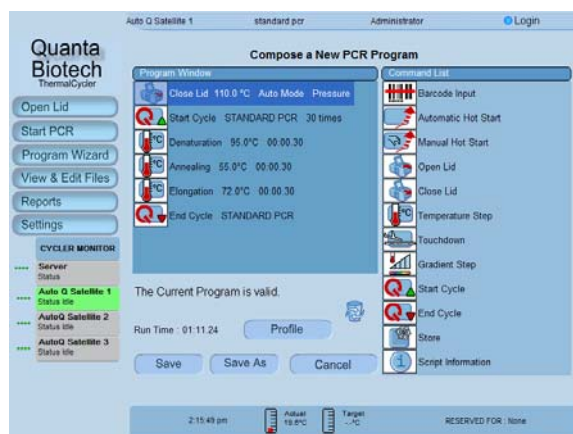 Auto Q Satellite 1 standard pcr Administrator Login
Quanta
Biotech
ThermalCycler
Compose a New PCR Program
Open Lid
Start PCR
Program Wizard
View & Edit Files
Reports
Settings
CYCLER MONITOR
Server
Status
Auto Q Satellite 1
Status Idle
AutoQ Satellite 2
Status Idle
AutoQ Satellite 3
Status Idle
Program Window
Close Lid 110.0 °C Auto Mode Pressure
Start Cycle STANDARD PCR 30 times
°C Denaturation 95.0°C 00:00.30
°C Annealing 55.0°C 00:00.30
°C Elongation 72.0°C 00:00.30
End Cycle STANDARD PCR
The Current Program is valid.
Run Time : 01:11.24 Profile
Save Save As Cancel
Command List
Barcode Input
Automatic Hot Start
Manual Hot Start
Open Lid
Close Lid
°C Temperature Step
Touchdown
Gradient Step
Start Cycle
End Cycle
Store
Script Information
2:15:49 pm
Actual
19.8°C
Target
-.-°C
RESERVED FOR : None